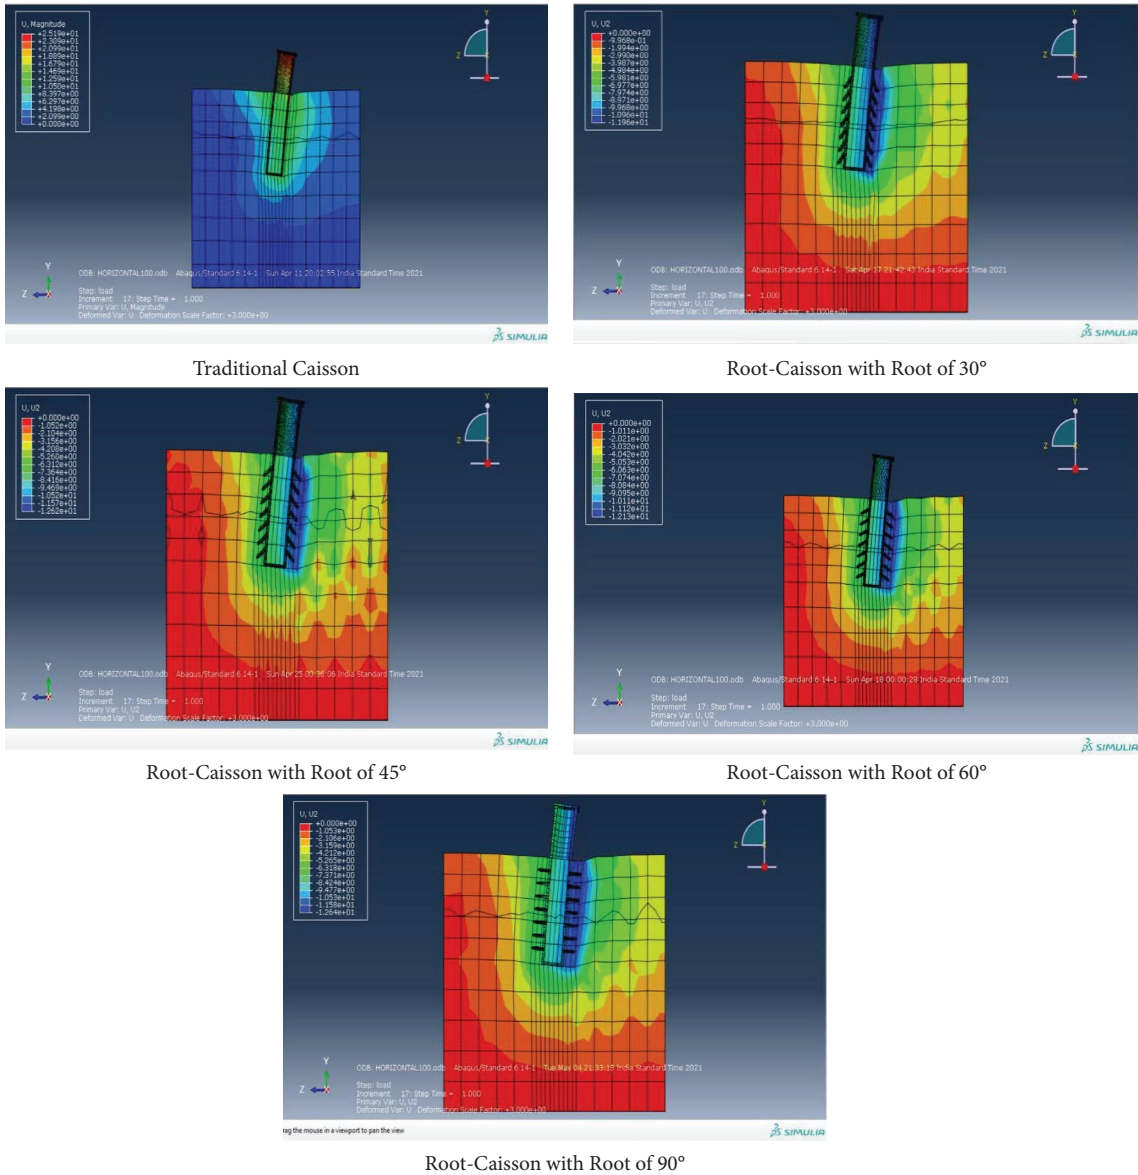 U, Magnitude
+2.519e+01
+2.309e+01
+2.099e+01
+1.889e+01
+1.679e+01
+1.469e+01
+1.259e+01
+1.050e+01
+8.397e+00
+6.297e+00
+4.198e+00
+2.099e+00
+0.000e+00
Y
Z
Y
Z
ODB: HORIZONTAL100.odb Abaqus/Standard 6.14-1 Sun Apr 11 20:02:55 India Standard Time 2021
Step: load
Increment 17: Step Time = 1.000
Primary Var: U, Magnitude
Deformed Var: U Deformation Scale Factor: +3.000e+00
SIMULIA
Traditional Caisson
U, U2
+0.000e+00
-9.968e-01
-1.994e+00
-2.990e+00
-3.987e+00
-4.984e+00
-5.981e+00
-6.977e+00
-7.974e+00
-8.971e+00
-9.968e+00
-1.096e+01
-1.196e+01
Y
Z
Y
Z
ODB: HORIZONTAL100.odb Abaqus/Standard 6.14-1 Sat Apr 17 21:42:43 India Standard Time 2021
Step: load
Increment 17: Step Time = 1.000
Primary Var: U, U2
Deformed Var: U Deformation Scale Factor: +3.000e+00
SIMULIA
Root-Caisson with Root of 30°
U, U2
+0.000e+00
-1.052e+00
-2.104e+00
-3.156e+00
-4.208e+00
-5.260e+00
-6.312e+00
-7.364e+00
-8.416e+00
-9.469e+00
-1.052e+01
-1.157e+01
-1.262e+01
Y
Z
Y
Z
ODB: HORIZONTAL100.odb Abaqus/Standard 6.14-1 Sun Apr 25 00:36:06 India Standard Time 2021
Step: load
Increment 17: Step Time = 1.000
Primary Var: U, U2
Deformed Var: U Deformation Scale Factor: +3.000e+00
SIMULIA
Root-Caisson with Root of 45°
U, U2
+0.000e+00
-1.011e+00
-2.021e+00
-3.032e+00
-4.042e+00
-5.053e+00
-6.063e+00
-7.074e+00
-8.084e+00
-9.095e+00
-1.011e+01
-1.112e+01
-1.213e+01
Y
Z
Y
Z
ODB: HORIZONTAL100.odb Abaqus/Standard 6.14-1 Sun Apr 18 00:00:28 India Standard Time 2021
Step: load
Increment 17: Step Time = 1.000
Primary Var: U, U2
Deformed Var: U Deformation Scale Factor: +3.000e+00
SIMULIA
Root-Caisson with Root of 60°
U, U2
+0.000e+00
-1.053e+00
-2.106e+00
-3.159e+00
-4.212e+00
-5.265e+00
-6.318e+00
-7.371e+00
-8.424e+00
-9.477e+00
-1.053e+01
-1.158e+01
-1.264e+01
Y
Z
Y
Z
ODB: HORIZONTAL100.odb Abaqus/Standard 6.14-1 Tue May 04 21:33:18 India Standard Time 2021
Step: load
Increment 17: Step Time = 1.000
Primary Var: U, U2
Deformed Var: U Deformation Scale Factor: +3.000e+00
rag the mouse in a viewport to pan the view
SIMULIA
Root-Caisson with Root of 90°